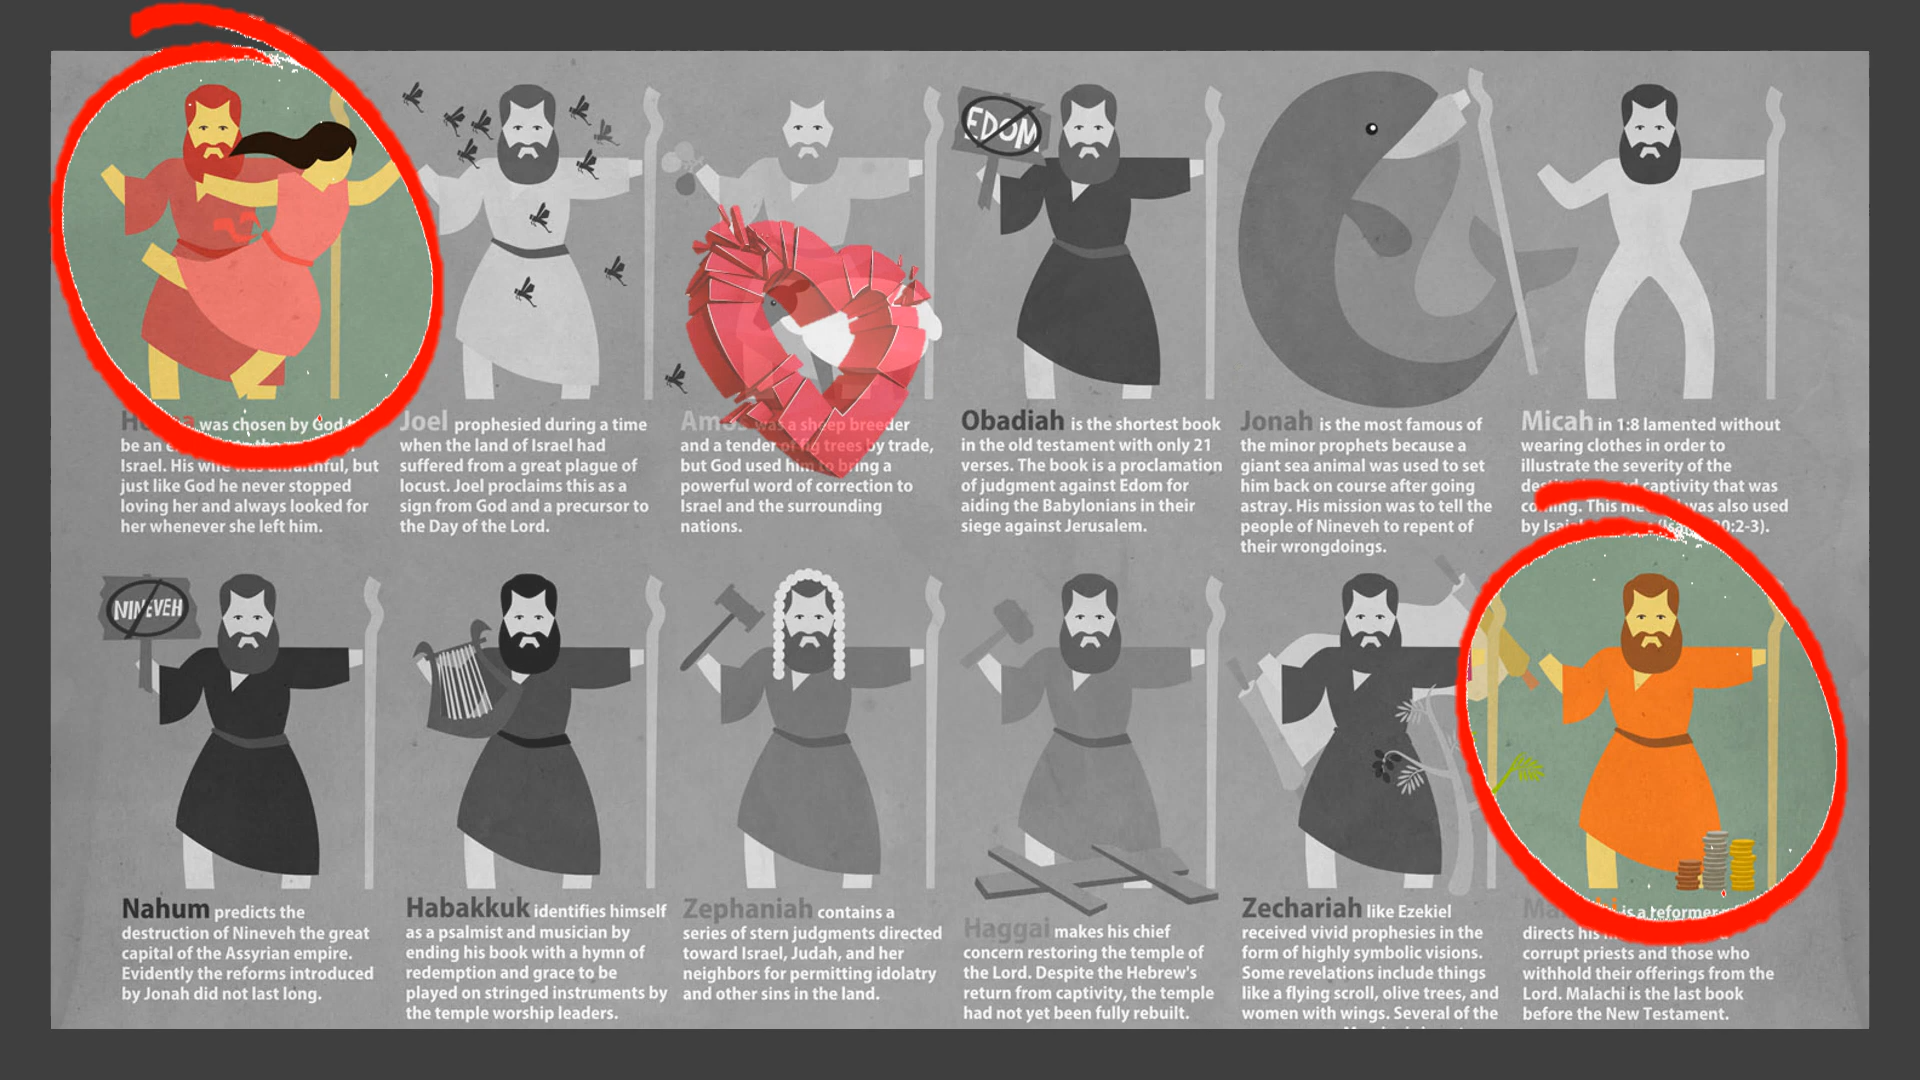 EDOM
was chosen by God
be an
Israel. His wife was unfaithful, but
just like God he never stopped
loving her and always looked for
her whenever she left him.
Joel prophesied during a time
when the land of Israel had
suffered from a great plague of
locust. Joel proclaims this as a
sign from God and a precursor to
the Day of the Lord.
Amos was a sheep breeder
and a tender of fig trees by trade,
but God used him to bring a
powerful word of correction to
Israel and the surrounding
nations.
Obadiah is the shortest book
in the old testament with only 21
verses. The book is a proclamation
of judgment against Edom for
aiding the Babylonians in their
siege against Jerusalem.
Jonah is the most famous of
the minor prophets because a
giant sea animal was used to set
him back on course after going
astray. His mission was to tell the
people of Nineveh to repent of
their wrongdoings.
Micah in 1:8 lamented without
wearing clothes in order to
illustrate the severity of the
captivity that was
coming. This was also used
by
NINEVEH
Nahum predicts the
destruction of Nineveh the great
capital of the Assyrian empire.
Evidently the reforms introduced
by Jonah did not last long.
Habakkuk identifies himself
as a psalmist and musician by
ending his book with a hymn of
redemption and grace to be
played on stringed instruments by
the temple worship leaders.
Zephaniah contains a
series of stern judgments directed
toward Israel, Judah, and her
neighbors for permitting idolatry
and other sins in the land.
Haggai makes his chief
concern restoring the temple of
the Lord. Despite the Hebrew's
return from captivity, the temple
had not yet been fully rebuilt.
Zechariah like Ezekiel
received vivid prophesies in the
form of highly symbolic visions.
Some revelations include things
like a flying scroll, olive trees, and
women with wings. Several of the
is a reformer
directs his
corrupt priests and those who
withhold their offerings from the
Lord. Malachi is the last book
before the New Testament.